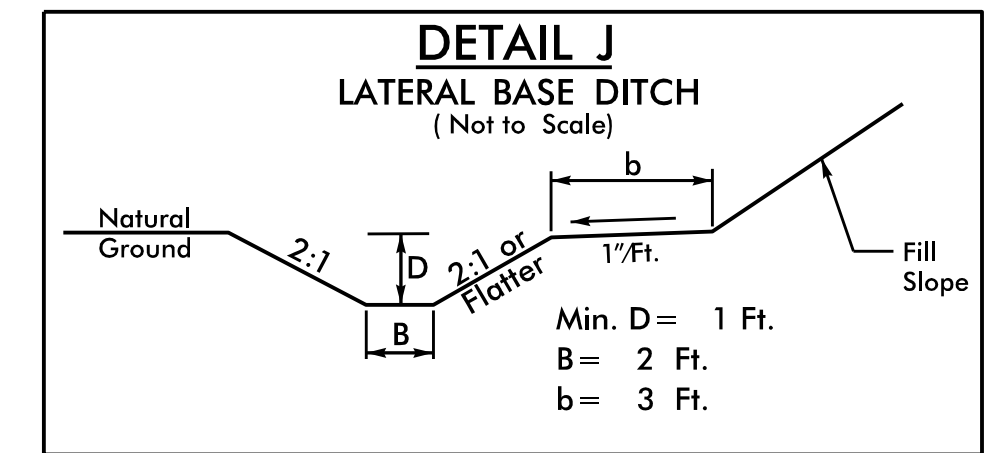 DETAIL J
LATERAL BASE DITCH
( Not to Scale)
b
Natural
Ground
2:1
D
2:1 or
Flatter
1"/Ft.
Fill
Slope
B
Min. D= 1 Ft.
B= 2 Ft.
b= 3 Ft.